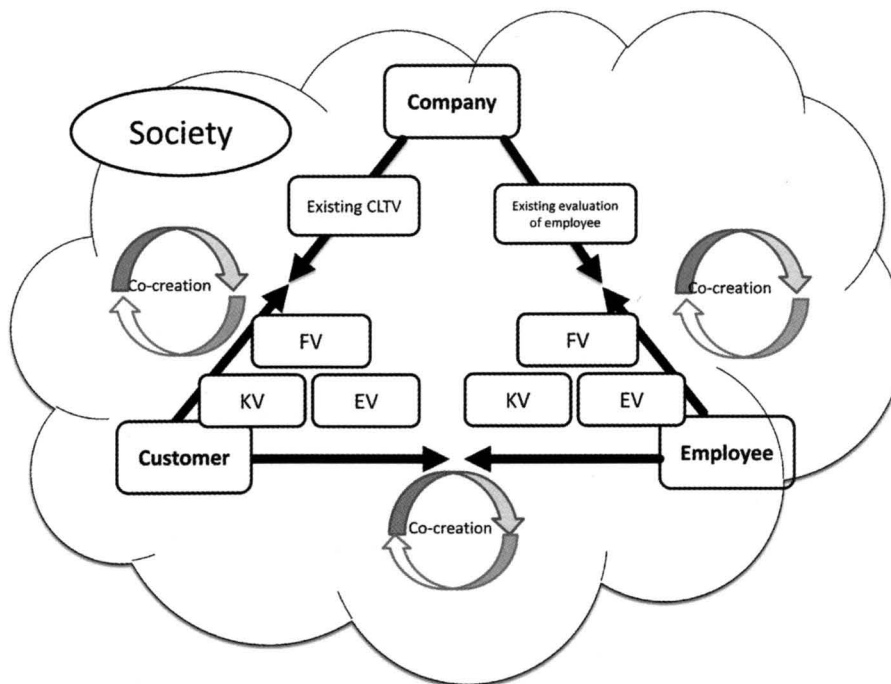 Company
Society
Existing CLTV
Existing evaluation
of employee
Co-creation
Co-creation
FV
FV
KV
EV
KV
EV
Customer
Employee
Co-creation